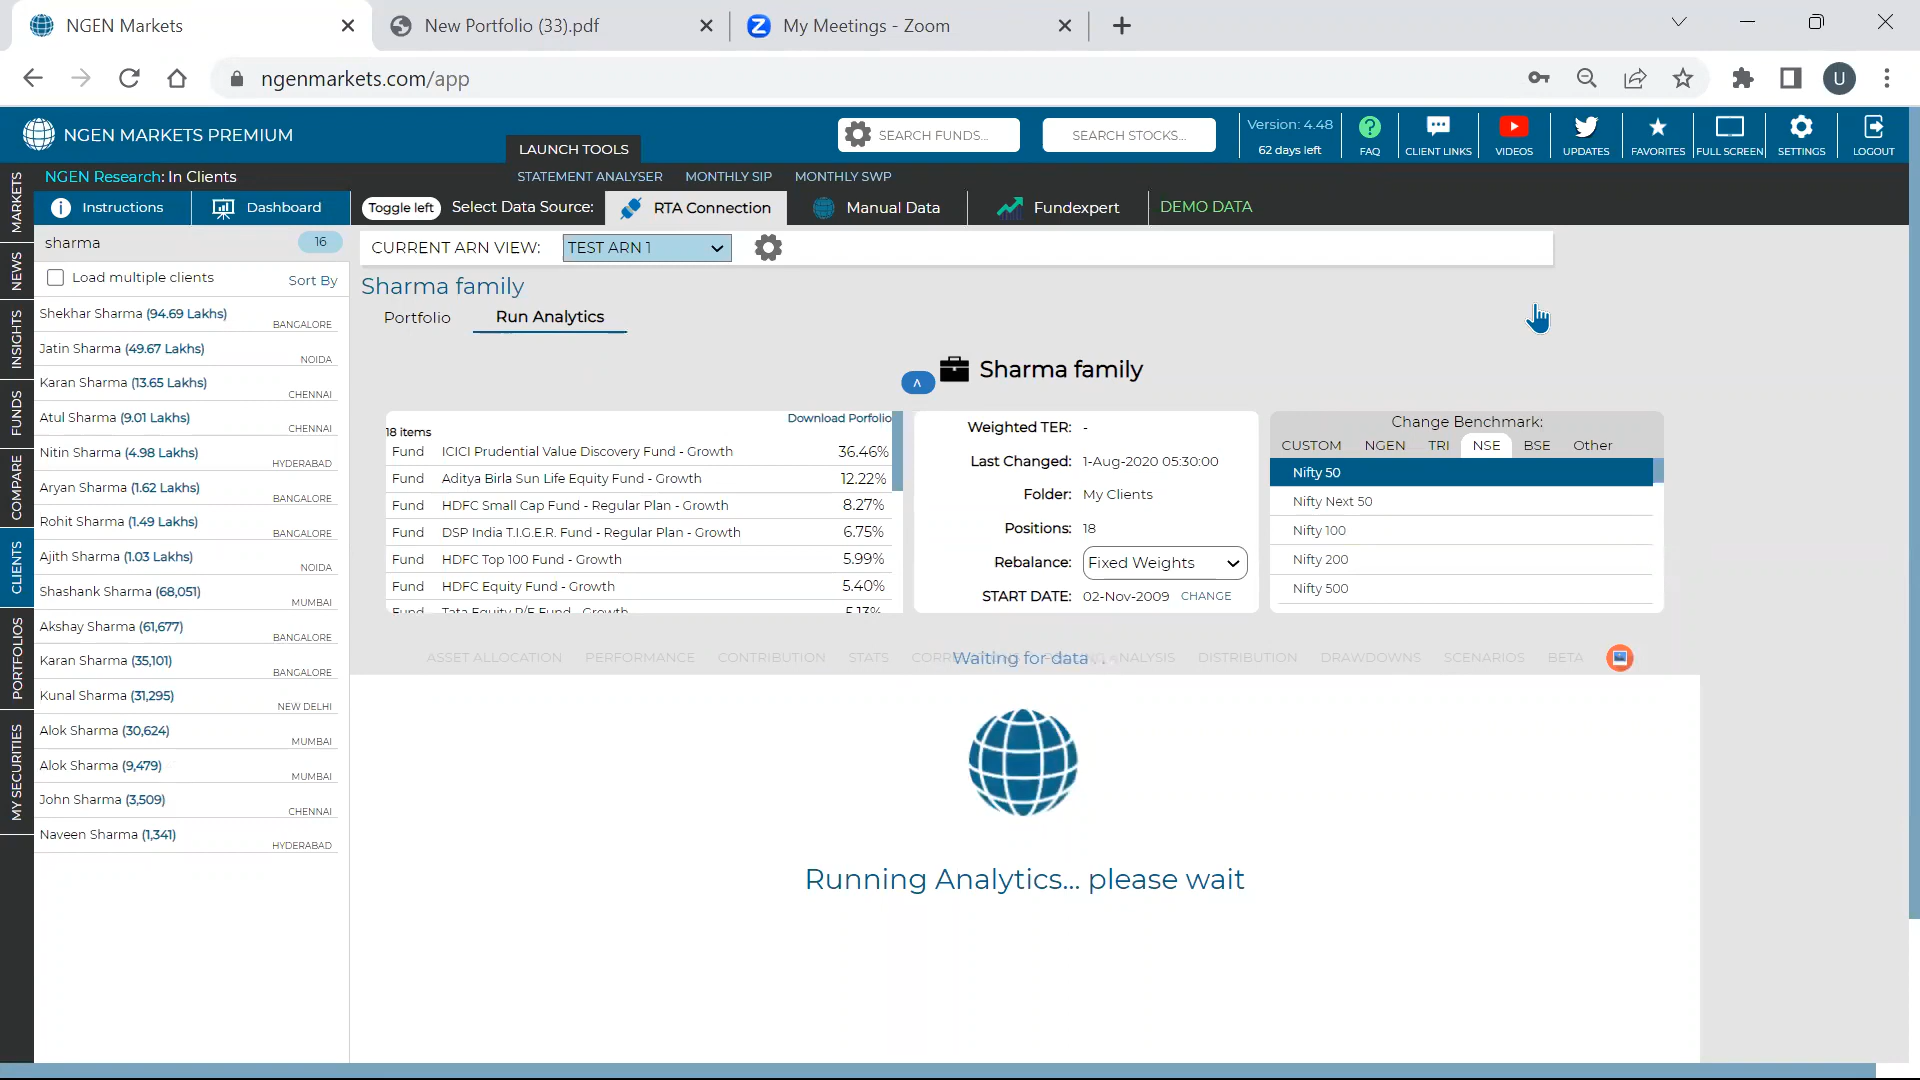 NGEN Markets
New Portfolio (33).pdf
My Meetings - Zoom
ngenmarkets.com/app
U
NGEN MARKETS PREMIUM
LAUNCH TOOLS
SEARCH FUNDS...
SEARCH STOCKS...
Version: 4.48
62 days left
FAQ
CLIENT LINKS
VIDEOS
UPDATES
FAVORITES
FULL SCREEN
SETTINGS
LOGOUT
NGEN Research: In Clients
STATEMENT ANALYSER
MONTHLY SIP
MONTHLY SWP
Instructions
Dashboard
Toggle left
Select Data Source:
RTA Connection
Manual Data
Fundexpert
DEMO DATA
MARKETS
NEWS
INSIGHTS
FUNDS
COMPARE
CLIENTS
PORTFOLIOS
MY SECURITIES
sharma
16
Load multiple clients
Sort By
Shekhar Sharma (94.69 Lakhs)
BANGALORE
Jatin Sharma (49.67 Lakhs)
NOIDA
Karan Sharma (13.65 Lakhs)
CHENNAI
Atul Sharma (9.01 Lakhs)
CHENNAI
Nitin Sharma (4.98 Lakhs)
HYDERABAD
Aryan Sharma (1.62 Lakhs)
BANGALORE
Rohit Sharma (1.49 Lakhs)
BANGALORE
Ajith Sharma (1.03 Lakhs)
NOIDA
Shashank Sharma (68,051)
MUMBAI
Akshay Sharma (61,677)
BANGALORE
Karan Sharma (35,101)
BANGALORE
Kunal Sharma (31,295)
NEW DELHI
Alok Sharma (30,624)
MUMBAI
Alok Sharma (9,479)
MUMBAI
John Sharma (3,509)
CHENNAI
Naveen Sharma (1,341)
HYDERABAD
CURRENT ARN VIEW:
TEST ARN 1
Sharma family
Portfolio
Run Analytics
Sharma family
Download Porfolio
18 items
Fund ICICI Prudential Value Discovery Fund - Growth 36.46%
Fund Aditya Birla Sun Life Equity Fund - Growth 12.22%
Fund HDFC Small Cap Fund - Regular Plan - Growth 8.27%
Fund DSP India T.I.G.E.R. Fund - Regular Plan - Growth 6.75%
Fund HDFC Top 100 Fund - Growth 5.99%
Fund HDFC Equity Fund - Growth 5.40%
Fund Tata Equity P/E Fund - Growth 5.13%
Weighted TER: -
Last Changed: 1-Aug-2020 05:30:00
Folder: My Clients
Positions: 18
Rebalance: Fixed Weights
START DATE: 02-Nov-2009 CHANGE
Change Benchmark:
CUSTOM NGEN TRI NSE BSE Other
Nifty 50
Nifty Next 50
Nifty 100
Nifty 200
Nifty 500
ASSET ALLOCATION
PERFORMANCE
CONTRIBUTION
STATS
Waiting for data . .
ANALYSIS
DISTRIBUTION
DRAWDOWNS
SCENARIOS
BETA
Running Analytics... please wait